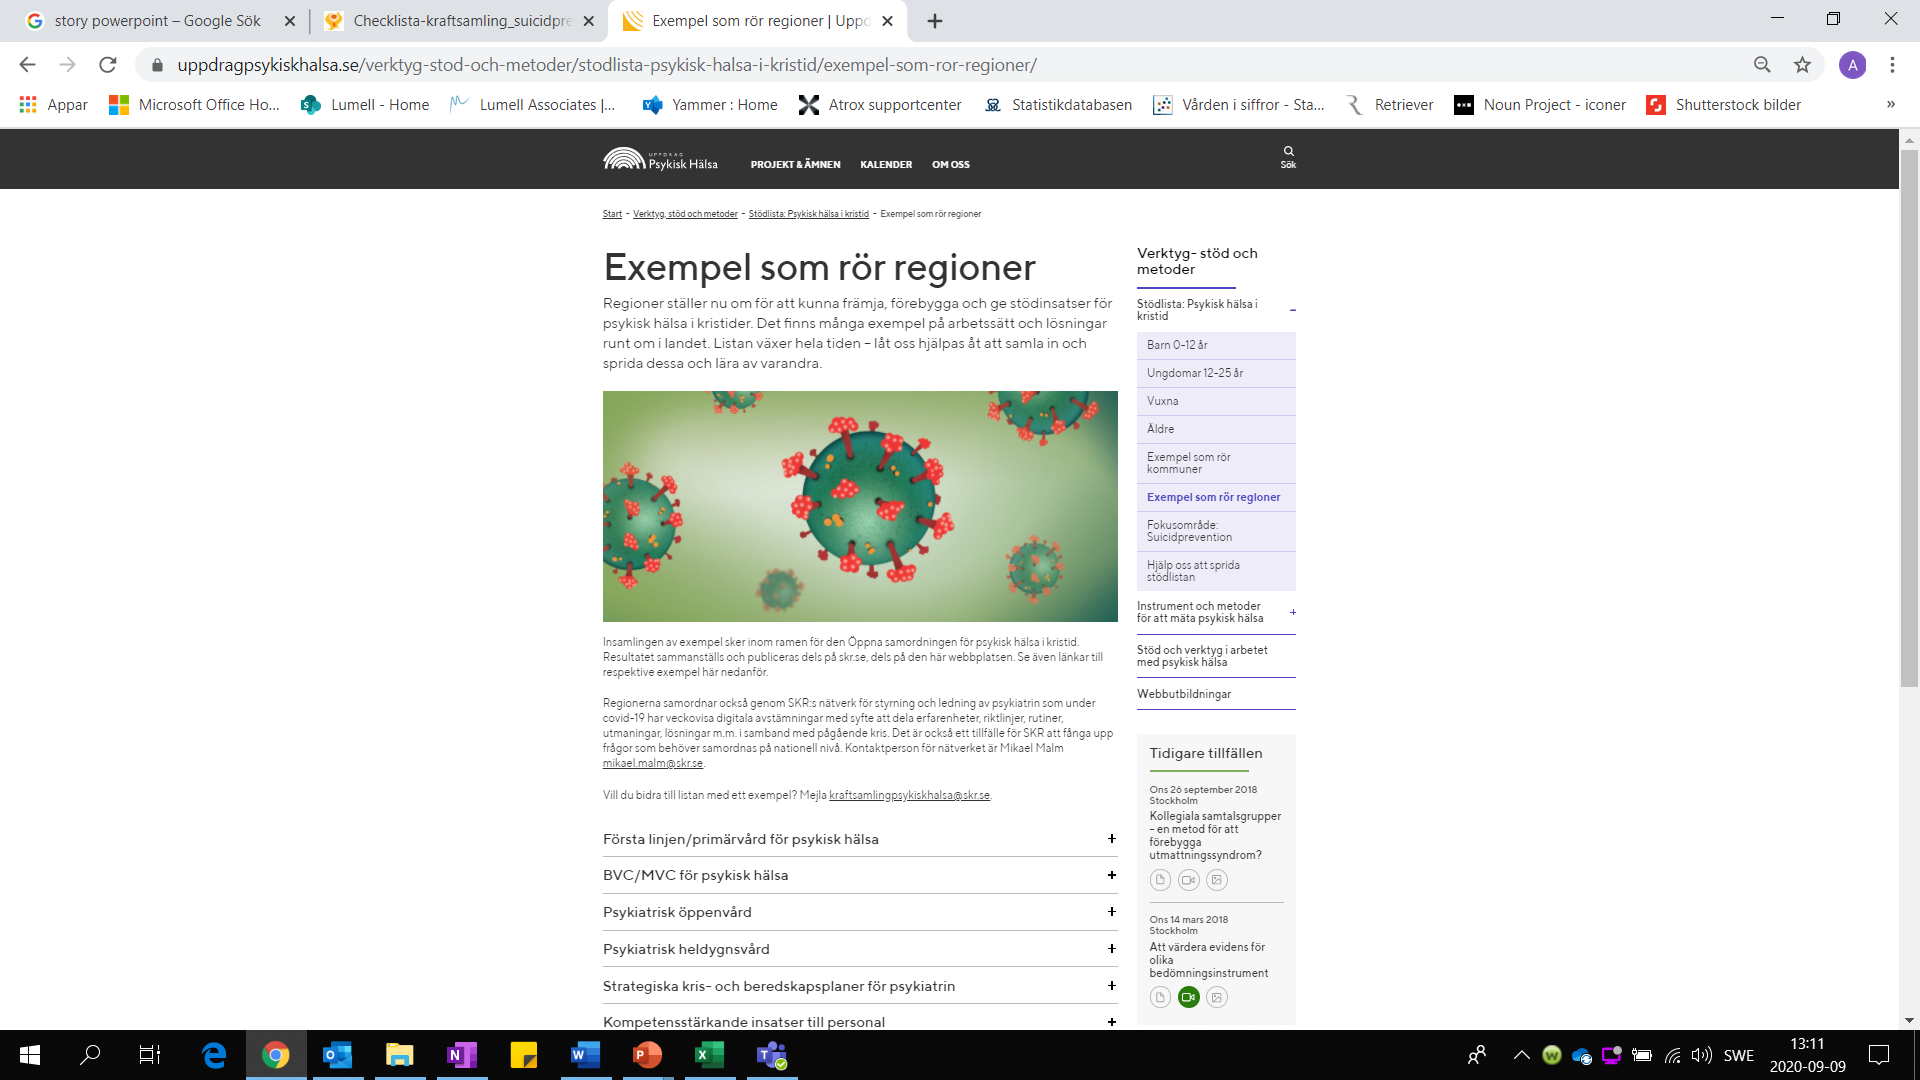 story powerpoint – Google Sök
Checklista-kraftsamling_suicidpre
Exempel som rör regioner | Uppd
uppdragpsykiskhalsa.se/verktyg-stod-och-metoder/stodlista-psykisk-halsa-i-kristid/exempel-som-ror-regioner/
A
Appar
Microsoft Office Ho...
Lumell - Home
Lumell Associates |...
Yammer : Home
Atrox supportcenter
Statistikdatabasen
Vården i siffror - Sta...
Retriever
Noun Project - iconer
Shutterstock bilder
»
UPPDRAG
Psykisk Hälsa
PROJEKT & ÄMNEN
KALENDER
OM OSS
Sök
Start - Verktyg, stöd och metoder - Stödlista: Psykisk hälsa i kristid - Exempel som rör regioner
Exempel som rör regioner
Regioner ställer nu om för att kunna främja, förebygga och ge stödinsatser för
psykisk hälsa i kristider. Det finns många exempel på arbetssätt och lösningar
runt om i landet. Listan växer hela tiden – låt oss hjälpas åt att samla in och
sprida dessa och lära av varandra.
Insamlingen av exempel sker inom ramen för den Öppna samordningen för psykisk hälsa i kristid.
Resultatet sammanställs och publiceras dels på skr.se, dels på den här webbplatsen. Se även länkar till
respektive exempel här nedanför.
Regionerna samordnar också genom SKR:s nätverk för styrning och ledning av psykiatrin som under
covid-19 har veckovisa digitala avstämningar med syfte att dela erfarenheter, riktlinjer, rutiner,
utmaningar, lösningar m.m. i samband med pågående kris. Det är också ett tillfälle för SKR att fånga upp
frågor som behöver samordnas på nationell nivå. Kontaktperson för nätverket är Mikael Malm
mikael.malm@skr.se.
Vill du bidra till listan med ett exempel? Mejla kraftsamlingpsykiskhalsa@skr.se.
Första linjen/primärvård för psykisk hälsa +
BVC/MVC för psykisk hälsa +
Psykiatrisk öppenvård +
Psykiatrisk heldygnsvård +
Strategiska kris- och beredskapsplaner för psykiatrin +
Kompetensstärkande insatser till personal +
Verktyg- stöd och
metoder
Stödlista: Psykisk hälsa i
kristid –
Barn 0-12 år
Ungdomar 12-25 år
Vuxna
Äldre
Exempel som rör
kommuner
Exempel som rör regioner
Fokusområde:
Suicidprevention
Hjälp oss att sprida
stödlistan
Instrument och metoder
för att mäta psykisk hälsa +
Stöd och verktyg i arbetet
med psykisk hälsa
Webbutbildningar
Tidigare tillfällen
Ons 26 september 2018
Stockholm
Kollegiala samtalsgrupper
- en metod för att
förebygga
utmattningssyndrom?
Ons 14 mars 2018
Stockholm
Att värdera evidens för
olika
bedömningsinstrument
SWE
13:11
2020-09-09